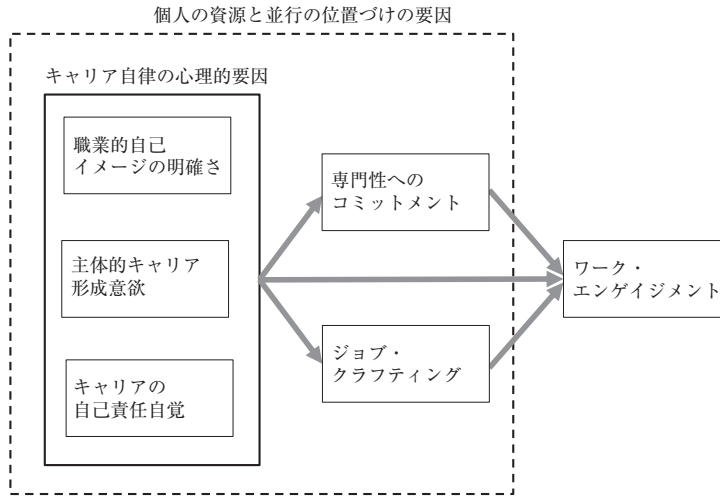 個人の資源と並行の位置づけの要因
キャリア自律の心理的要因
職業的自己
イメージの明確さ
主体的キャリア
形成意欲
キャリアの
自己責任自覚
専門性への
コミットメント
ジョブ・
クラフティング
ワーク・
エンゲイジメント